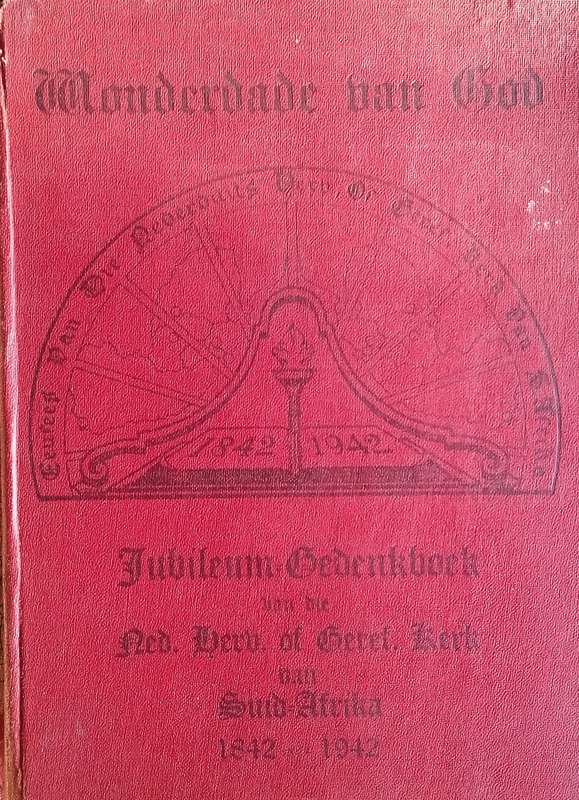 Wonderdade van God
Eeufees Van Die Nederduits Herv. Of Geref. Kerk Van S. Afrika
1842 1942
Jubileum-Gedenkboek
van die
Ned. Herv. of Geref. Kerk
van
Suid-Afrika
1842 - 1942